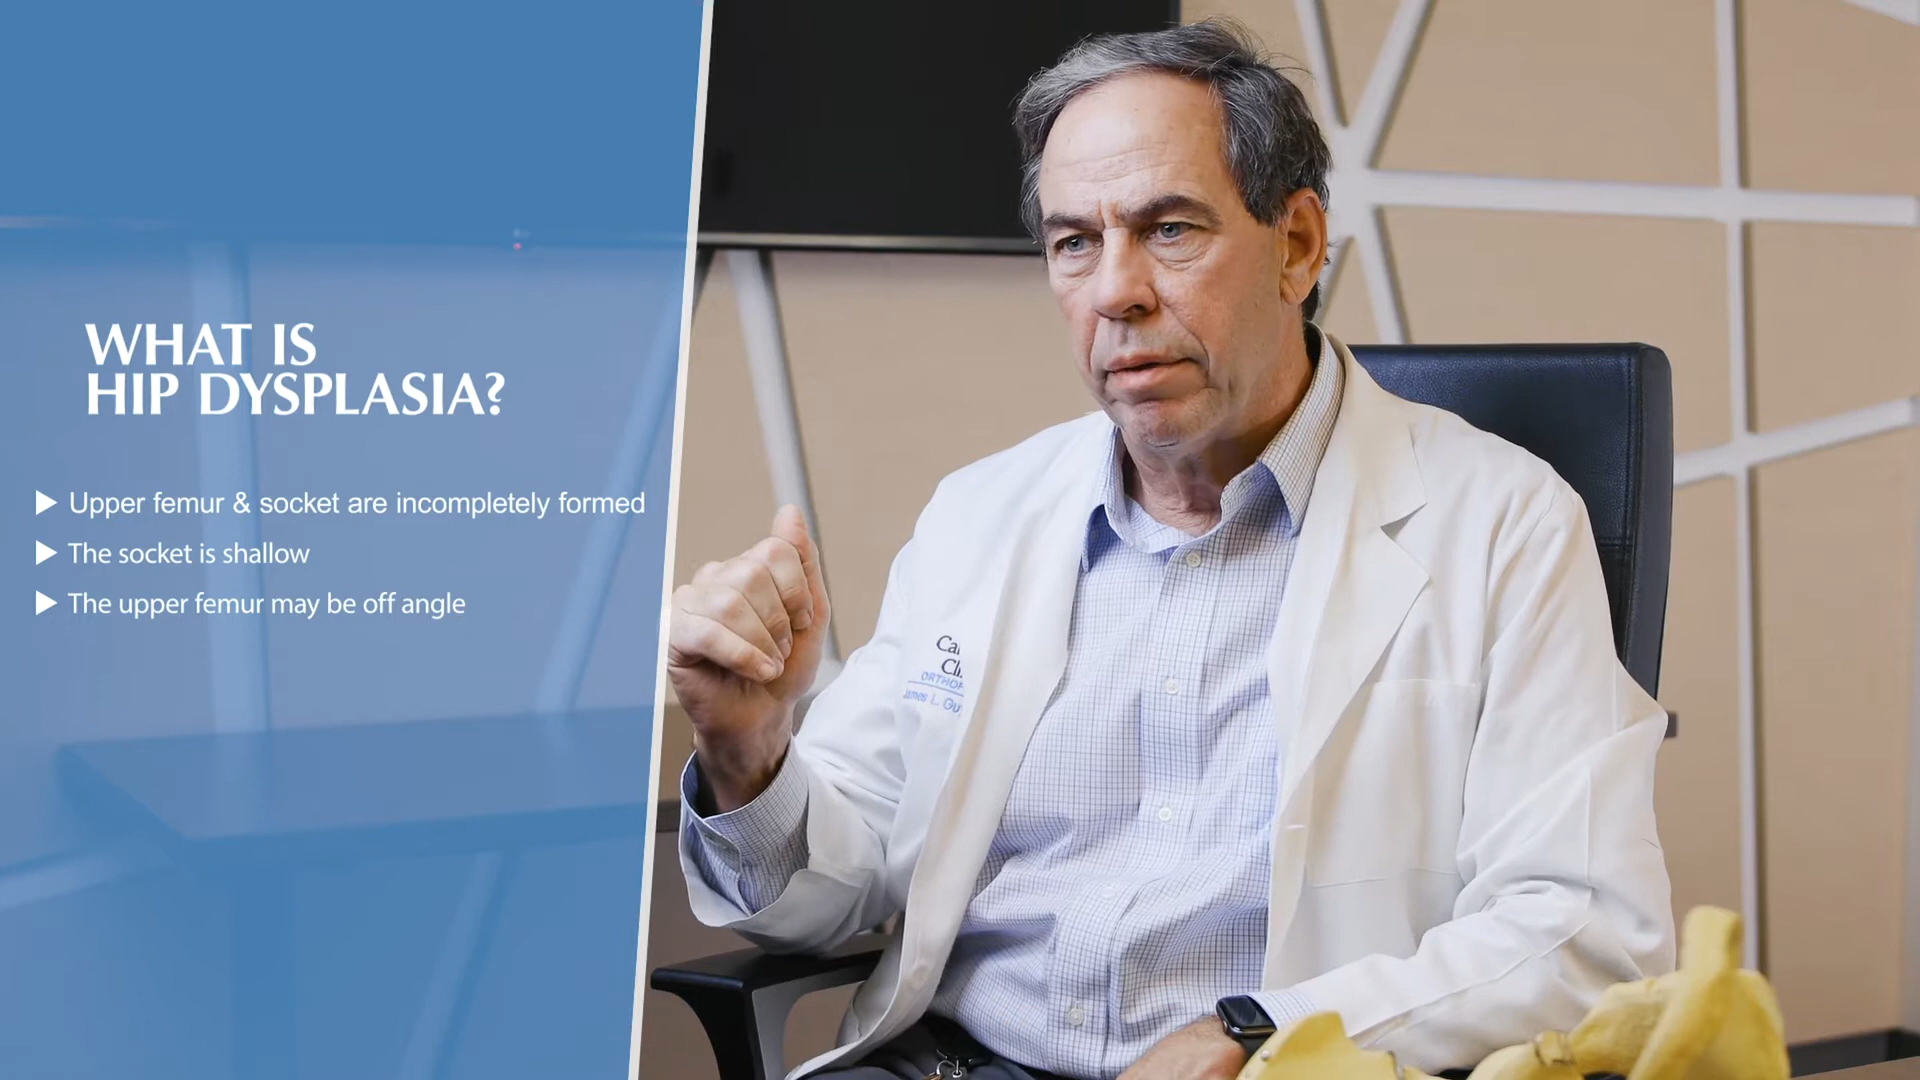 WHAT IS
HIP DYSPLASIA?
Upper femur & socket are incompletely formed
The socket is shallow
The upper femur may be off angle
James L.